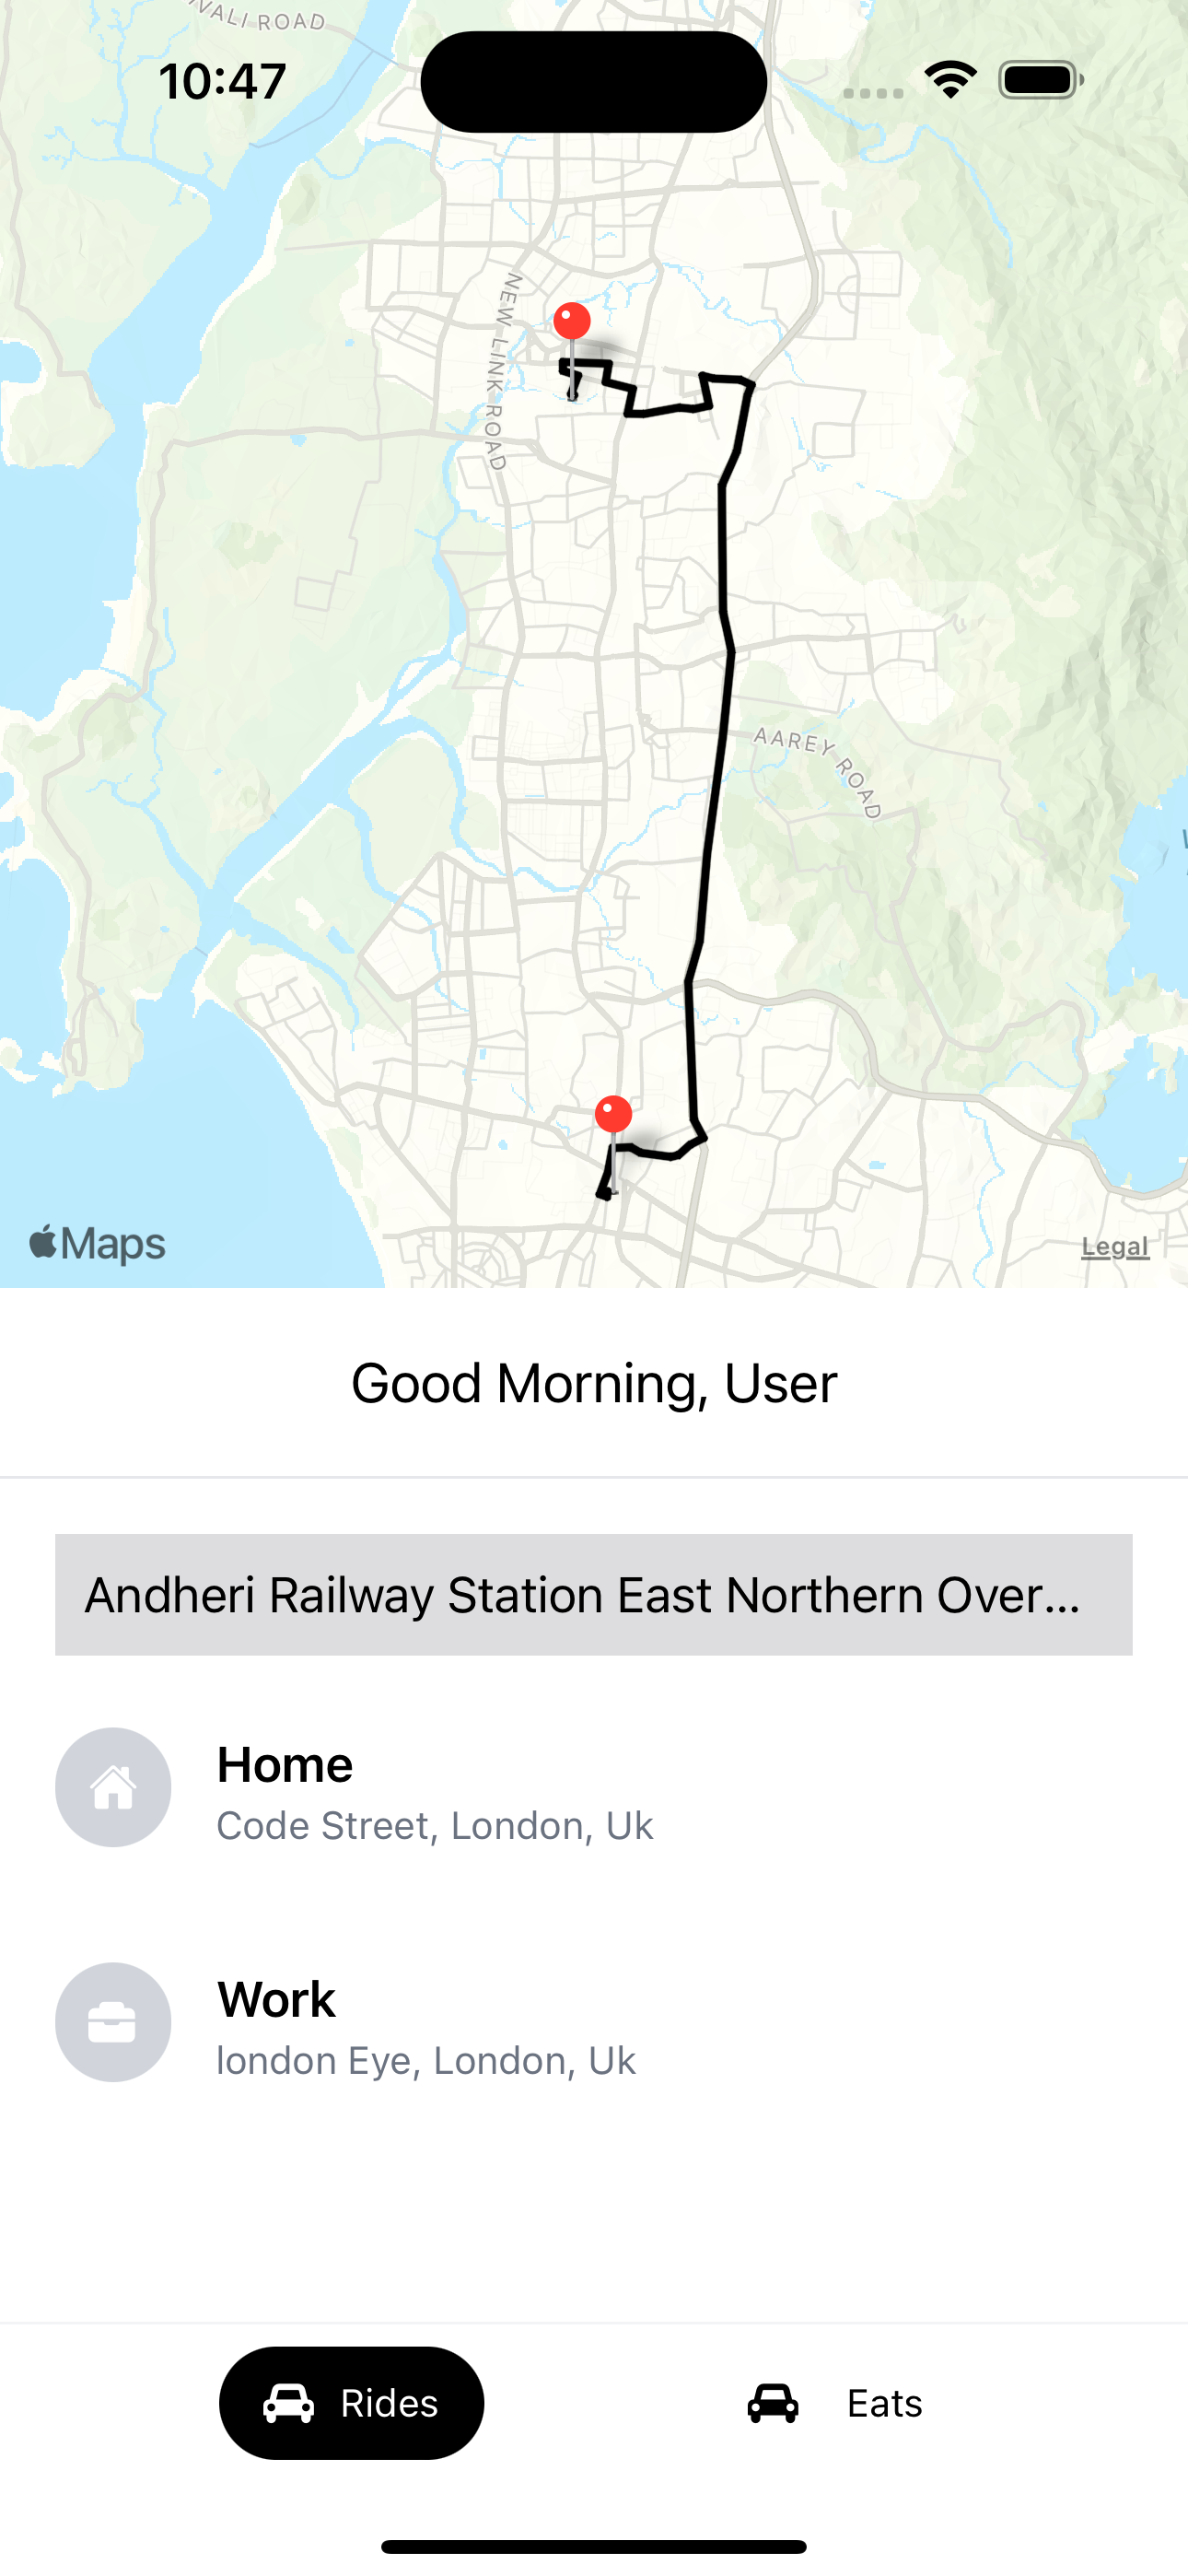 VALI ROAD
10:47
NEW LINK ROAD
AAREY ROAD
Maps
Legal
Good Morning, User
Andheri Railway Station East Northern Over...
Home
Code Street, London, Uk
Work
london Eye, London, Uk
Rides
Eats